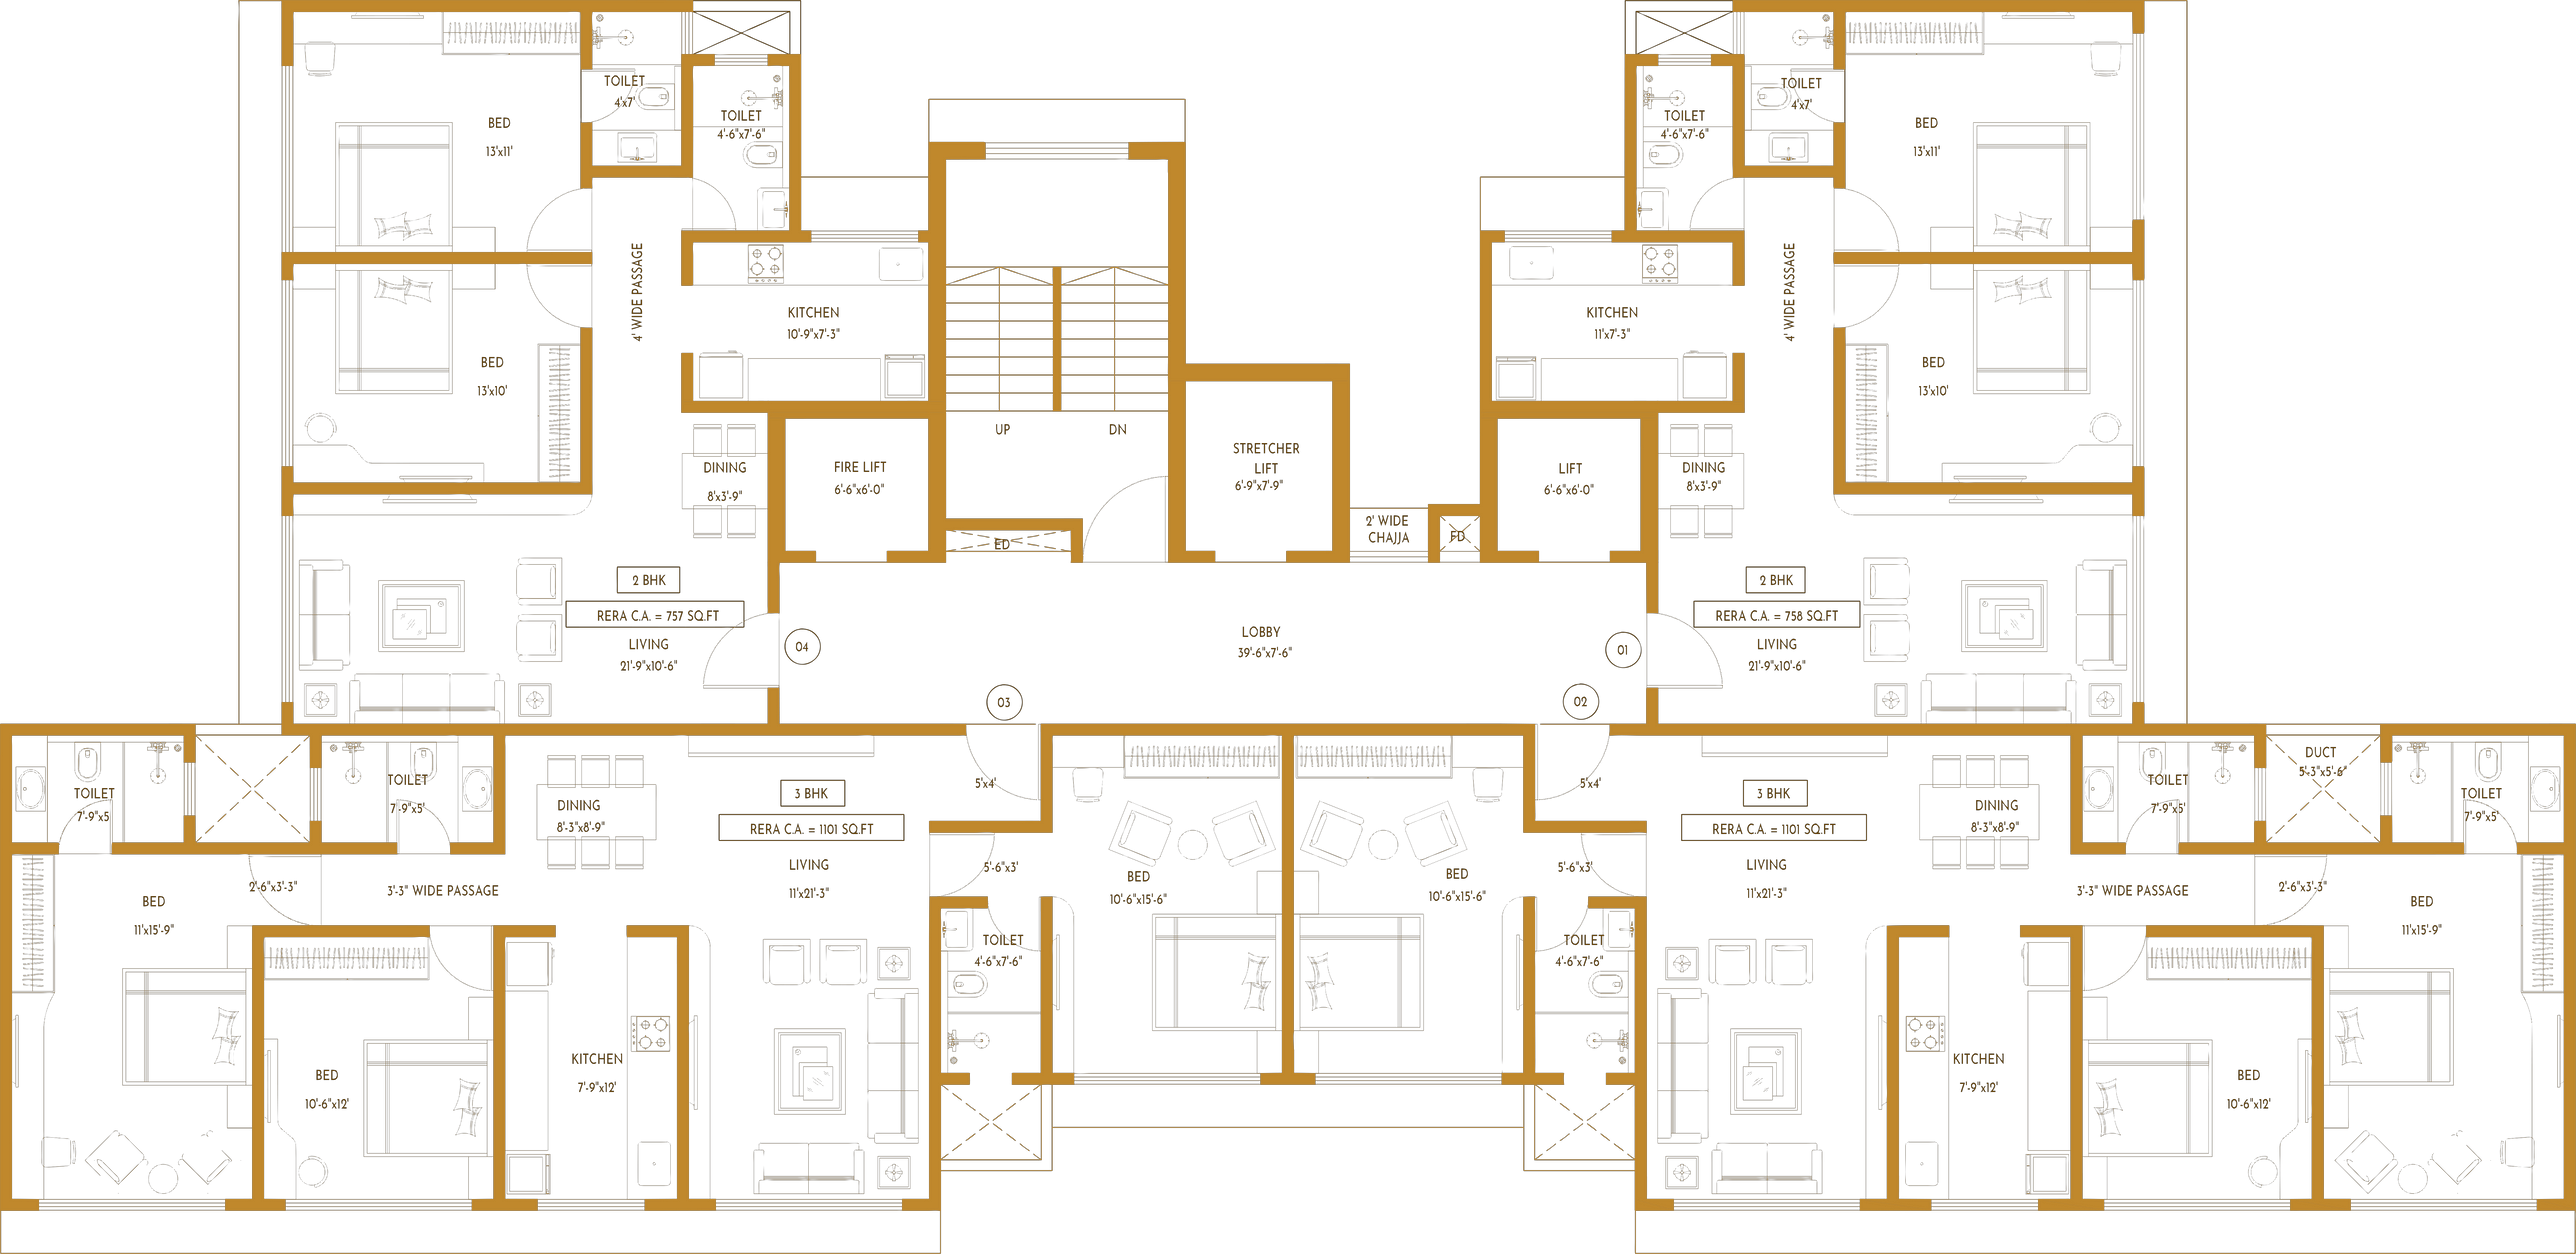 TOILET
4'x7'
TOILET
4'-6"x7'-6"
BED
13'x11'
4' WIDE PASSAGE
KITCHEN
10'-9"x7'-3"
BED
13'x10'
DINING
8'x3'-9"
FIRE LIFT
6'-6"x6'-0"
UP
DN
ED
STRETCHER
LIFT
6'-9"x7'-9"
2' WIDE
CHAJJA
FD
LIFT
6'-6"x6'-0"
TOILET
4'-6"x7'-6"
TOILET
4'x7'
BED
13'x11'
4' WIDE PASSAGE
KITCHEN
11'x7'-3"
BED
13'x10'
DINING
8'x3'-9"
2 BHK
RERA C.A. = 757 SQ.FT
LIVING
21'-9"x10'-6"
04
LOBBY
39'-6"x7'-6"
01
2 BHK
RERA C.A. = 758 SQ.FT
LIVING
21'-9"x10'-6"
03
02
TOILET
7'-9"x5
TOILET
7'-9"x5'
DINING
8'-3"x8'-9"
3 BHK
RERA C.A. = 1101 SQ.FT
LIVING
11'x21'-3"
5'x4'
5'-6"x3'
BED
10'-6"x15'-6"
BED
11'x15'-9"
2'-6"x3'-3"
3'-3" WIDE PASSAGE
TOILET
4'-6"x7'-6"
BED
10'-6"x12'
KITCHEN
7'-9"x12'
BED
10'-6"x15'-6"
5'x4'
5'-6"x3'
TOILET
4'-6"x7'-6"
3 BHK
RERA C.A. = 1101 SQ.FT
LIVING
11'x21'-3"
DINING
8'-3"x8'-9"
TOILET
7'-9"x5'
DUCT
5'-3"x5'-6"
TOILET
7'-9"x5'
3'-3" WIDE PASSAGE
2'-6"x3'-3"
BED
11'x15'-9"
KITCHEN
7'-9"x12'
BED
10'-6"x12'